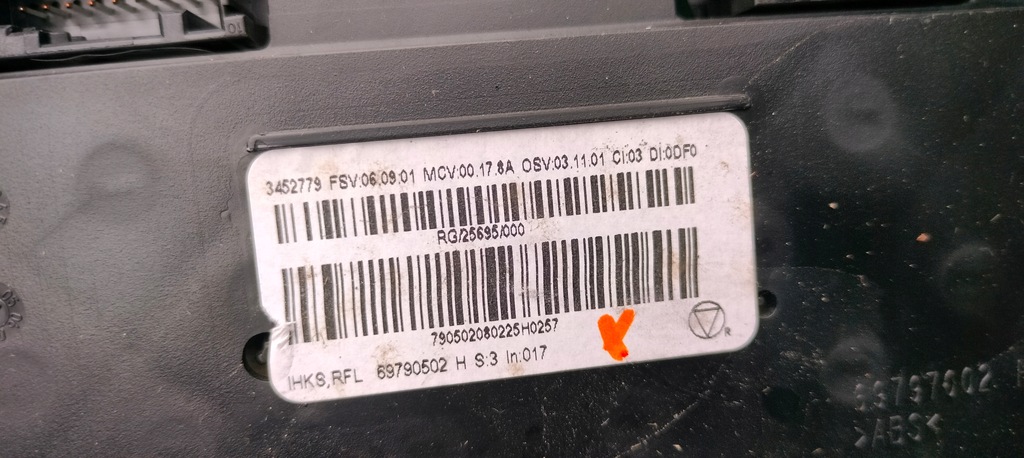 3452779 FSV:06.09.01 MCV:00.17.8A OSV:03.11.01 CI:03 DI:0DF0
RG/25695/000
790502080225H0257
IHKS,RFL 69790502 H S:3 In:017
R
>ABS<